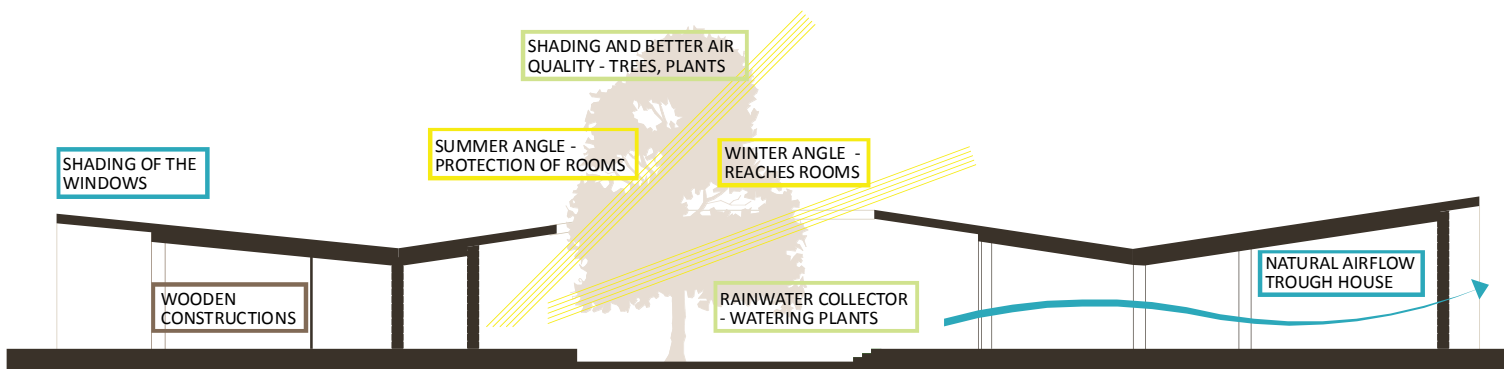 SHADING AND BETTER AIR
QUALITY - TREES, PLANTS
SUMMER ANGLE -
PROTECTION OF ROOMS
WINTER ANGLE -
REACHES ROOMS
SHADING OF THE
WINDOWS
NATURAL AIRFLOW
TROUGH HOUSE
WOODEN
CONSTRUCTIONS
RAINWATER COLLECTOR
- WATERING PLANTS